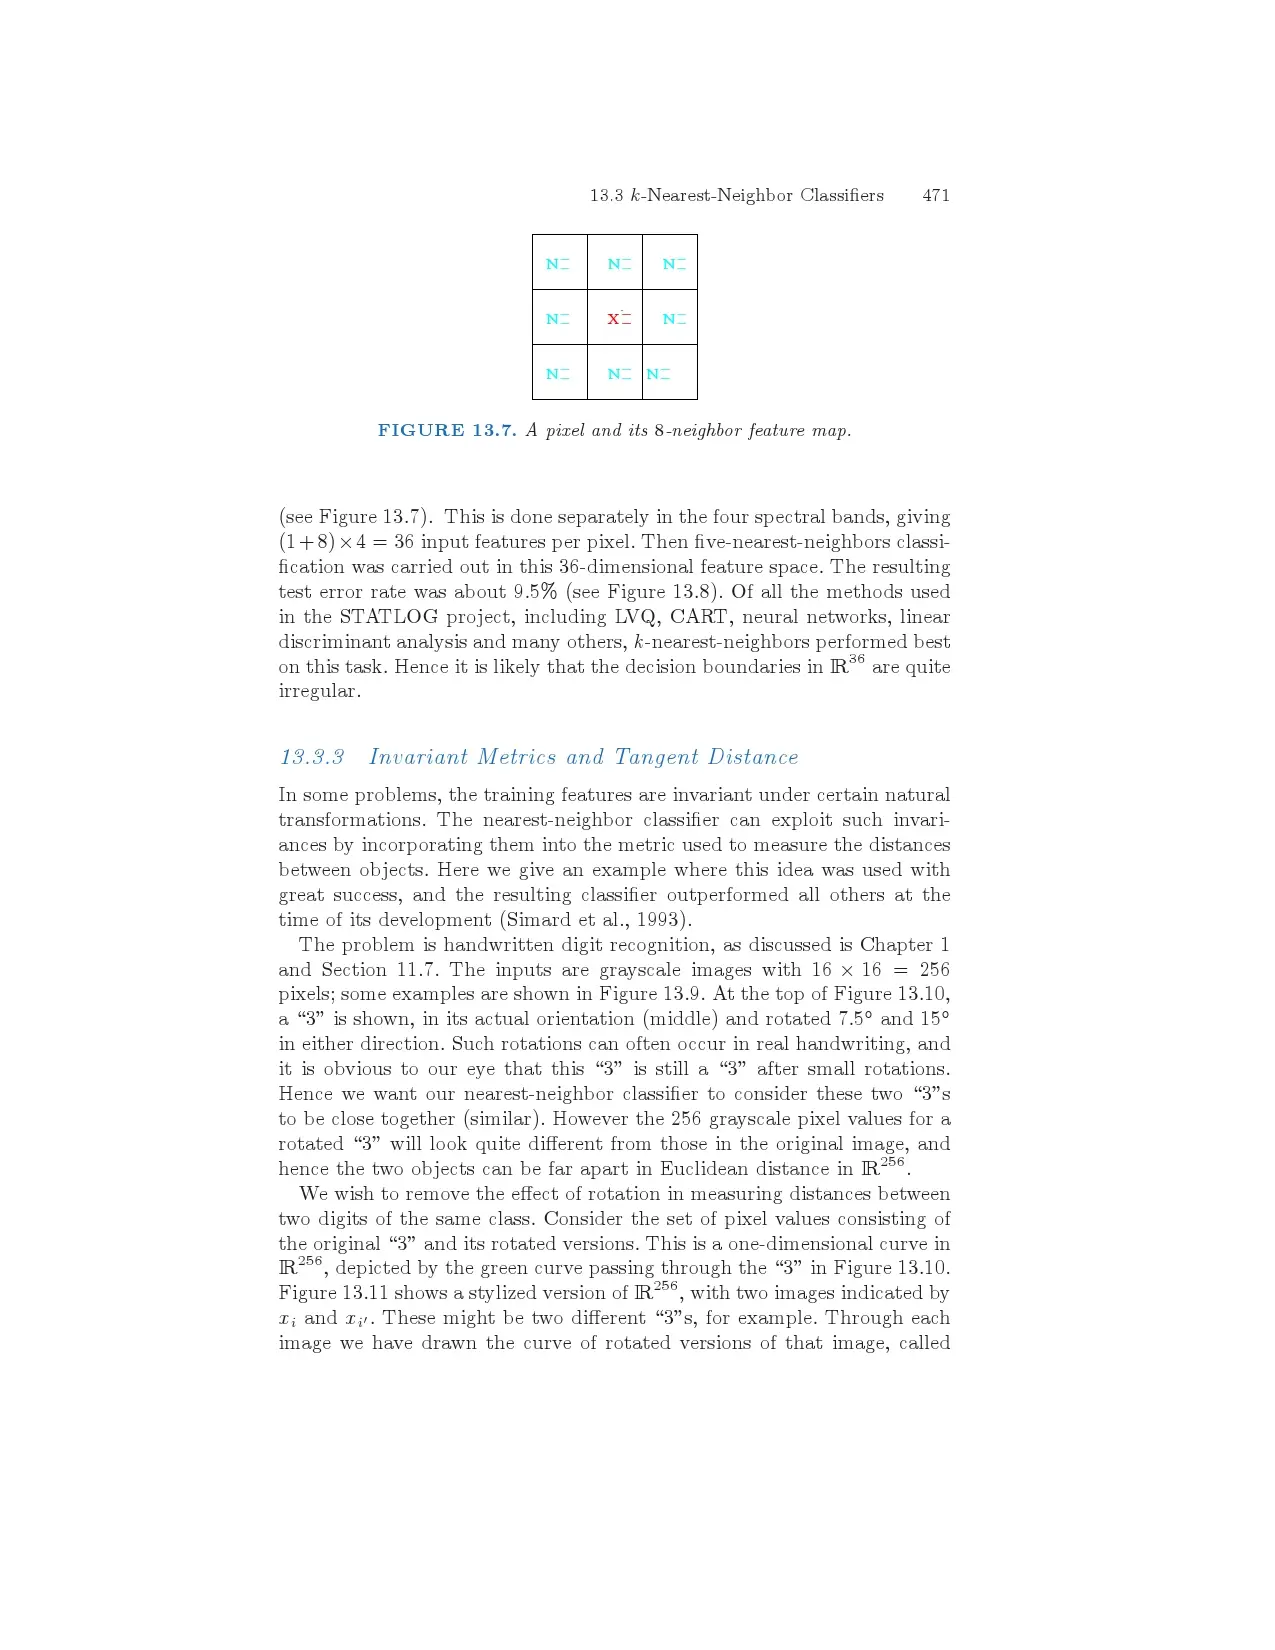 13.3 k-Nearest-Neighbor Classifiers 471
N N N
N X N
N N N
FIGURE 13.7. A pixel and its 8-neighbor feature map.
(see Figure 13.7). This is done separately in the four spectral bands, giving
(1+8)×4 = 36 input features per pixel. Then five-nearest-neighbors classi-
fication was carried out in this 36-dimensional feature space. The resulting
test error rate was about 9.5% (see Figure 13.8). Of all the methods used
in the STATLOG project, including LVQ, CART, neural networks, linear
discriminant analysis and many others, k-nearest-neighbors performed best
on this task. Hence it is likely that the decision boundaries in ℝ³⁶ are quite
irregular.
13.3.3 Invariant Metrics and Tangent Distance
In some problems, the training features are invariant under certain natural
transformations. The nearest-neighbor classifier can exploit such invari-
ances by incorporating them into the metric used to measure the distances
between objects. Here we give an example where this idea was used with
great success, and the resulting classifier outperformed all others at the
time of its development (Simard et al., 1993).
The problem is handwritten digit recognition, as discussed is Chapter 1
and Section 11.7. The inputs are grayscale images with 16 × 16 = 256
pixels; some examples are shown in Figure 13.9. At the top of Figure 13.10,
a “3” is shown, in its actual orientation (middle) and rotated 7.5° and 15°
in either direction. Such rotations can often occur in real handwriting, and
it is obvious to our eye that this “3” is still a “3” after small rotations.
Hence we want our nearest-neighbor classifier to consider these two “3”s
to be close together (similar). However the 256 grayscale pixel values for a
rotated “3” will look quite different from those in the original image, and
hence the two objects can be far apart in Euclidean distance in ℝ²⁵⁶.
We wish to remove the effect of rotation in measuring distances between
two digits of the same class. Consider the set of pixel values consisting of
the original “3” and its rotated versions. This is a one-dimensional curve in
ℝ²⁵⁶, depicted by the green curve passing through the “3” in Figure 13.10.
Figure 13.11 shows a stylized version of ℝ²⁵⁶, with two images indicated by
xᵢ and xᵢ′. These might be two different “3”s, for example. Through each
image we have drawn the curve of rotated versions of that image, called